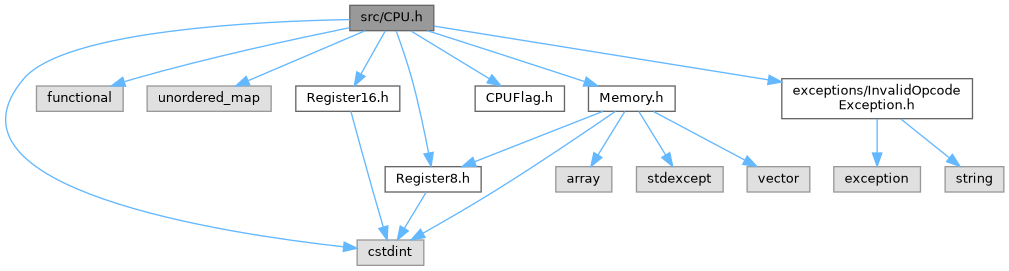 src/CPU.h
functional
unordered_map
Register16.h
CPUFlag.h
Memory.h
exceptions/InvalidOpcode
Exception.h
Register8.h
array
stdexcept
vector
exception
string
cstdint